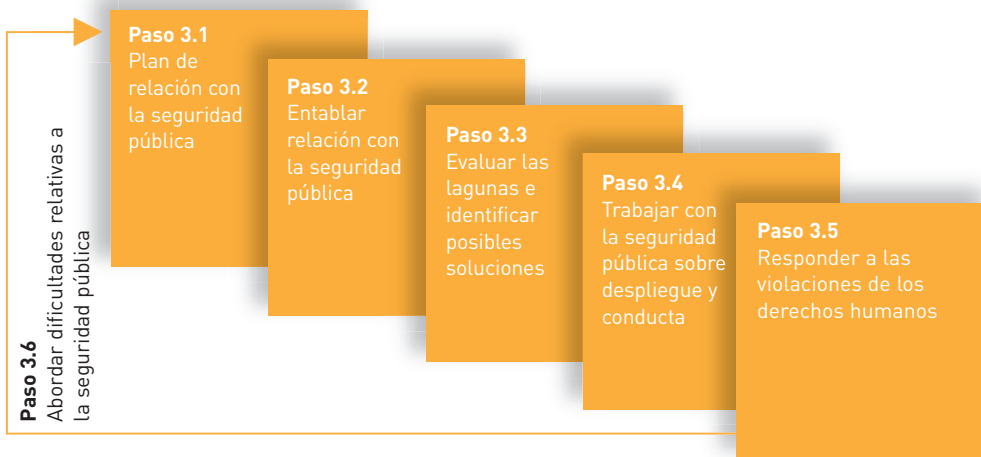 Paso 3.1
Plan de
relación con
la seguridad
pública
Paso 3.2
Entablar
relación con
la seguridad
pública
Paso 3.3
Evaluar las
lagunas e
identificar
posibles
soluciones
Paso 3.4
Trabajar con
la seguridad
pública sobre
despliegue y
conducta
Paso 3.5
Responder a las
violaciones de los
derechos humanos
Paso 3.6
Abordar dificultades relativas a
la seguridad pública